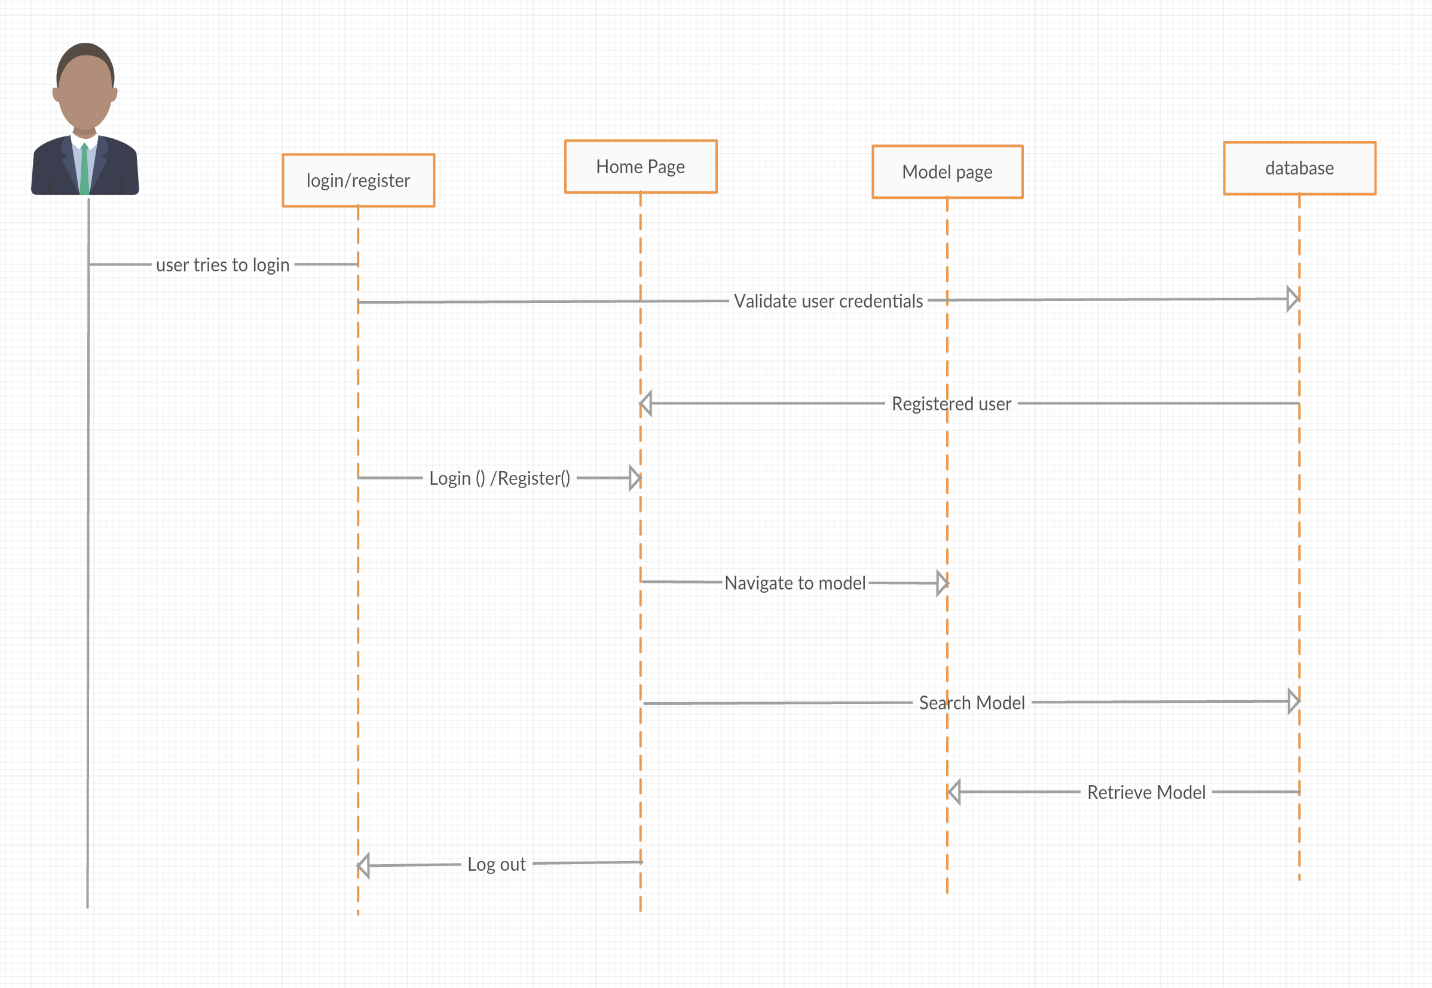 login/register
Home Page
Model page
database
user tries to login
Validate user credentials
Registered user
Login () /Register()
Navigate to model
Search Model
Retrieve Model
Log out